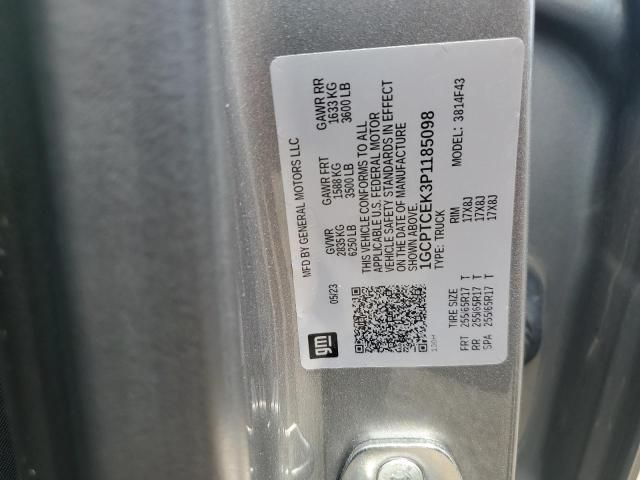 MFD BY GENERAL MOTORS LLC
05/23 GVWR GAWR FRT GAWR RR
2835 KG 1588 KG 1633 KG
6250 LB 3500 LB 3600 LB
THIS VEHICLE CONFORMS TO ALL
APPLICABLE U.S. FEDERAL MOTOR
VEHICLE SAFETY STANDARDS IN EFFECT
ON THE DATE OF MANUFACTURE
SHOWN ABOVE.
1GCPTCEK3P1185098
TYPE: TRUCK MODEL: 3814F43
gm
TIRE SIZE RIM
FRT 255/65R17 T 17X8J
RR 255/65R17 T 17X8J
SPA 255/65R17 T 17X8J